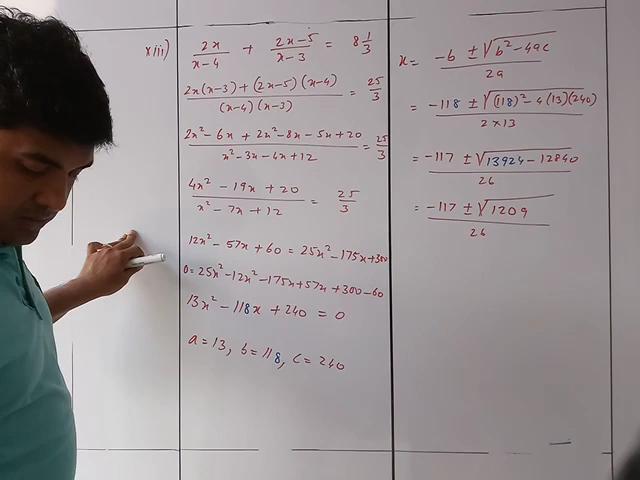 xiii) 2x/(x-4) + (2x-5)/(x-3) = 8 1/3
(2x(x-3) + (2x-5)(x-4))/((x-4)(x-3)) = 25/3
(2x² - 6x + 2x² - 8x - 5x + 20)/(x² - 3x - 4x + 12) = 25/3
(4x² - 19x + 20)/(x² - 7x + 12) = 25/3
12x² - 57x + 60 = 25x² - 175x + 300
0 = 25x² - 12x² - 175x + 57x + 300 - 60
13x² - 118x + 240 = 0
a = 13, b = 118, c = 240
x = (-b ± √(b² - 4ac))/(2a)
= (-118 ± √((118)² - 4(13)(240)))/(2×13)
= (-117 ± √(13924 - 12840))/26
= (-117 ± √1209)/26